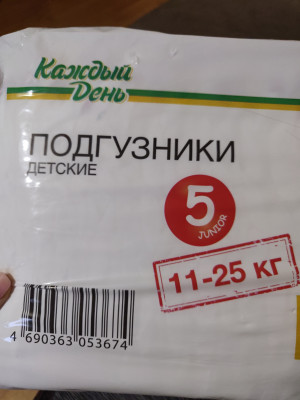 Каждый
День
ПОДГУЗНИКИ
ДЕТСКИЕ
5
JUNIOR
11-25 КГ
4 690363 053674